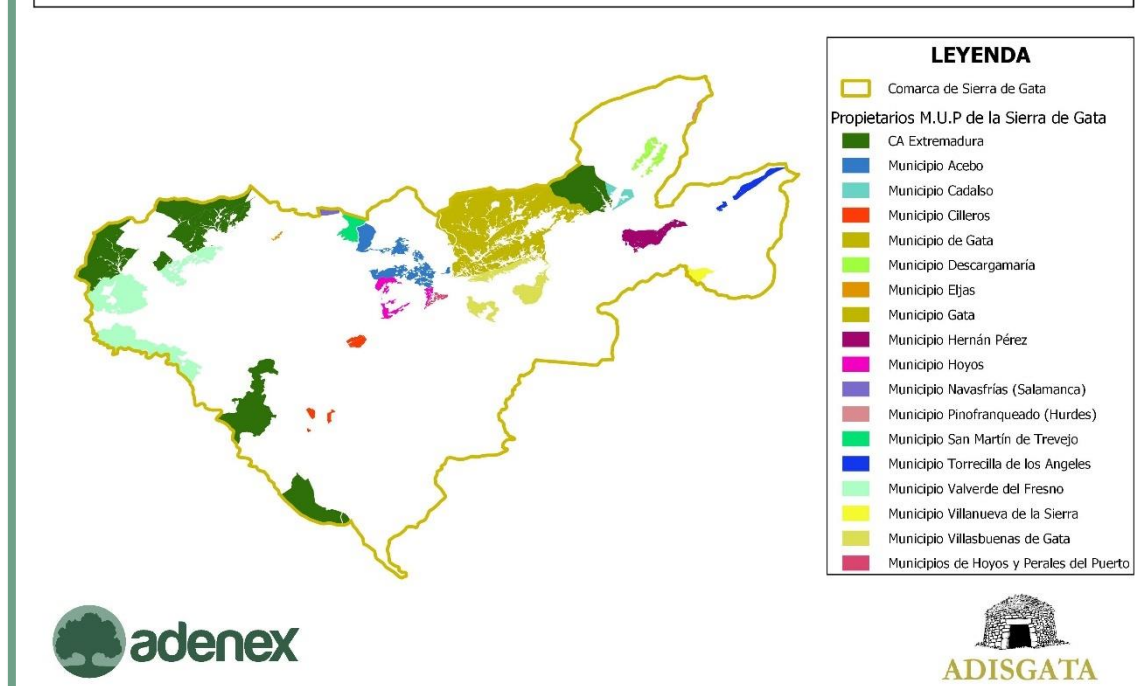 LEYENDA
Comarca de Sierra de Gata
Propietarios M.U.P de la Sierra de Gata
CA Extremadura
Municipio Acebo
Municipio Cadalso
Municipio Cilleros
Municipio de Gata
Municipio Descargamaría
Municipio Eljas
Municipio Gata
Municipio Hernán Pérez
Municipio Hoyos
Municipio Navasfrías (Salamanca)
Municipio Pinofranqueado (Hurdes)
Municipio San Martín de Trevejo
Municipio Torrecilla de los Angeles
Municipio Valverde del Fresno
Municipio Villanueva de la Sierra
Municipio Villasbuenas de Gata
Municipios de Hoyos y Perales del Puerto
adenex
ADISGATA